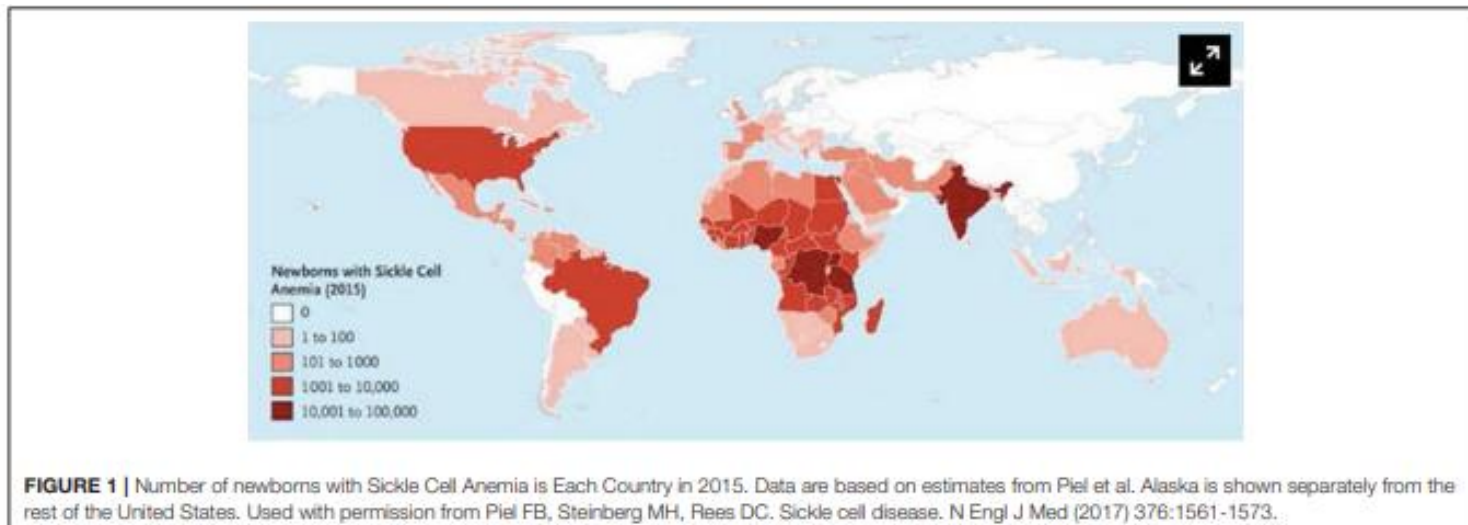 Newborns with Sickle Cell
Anemia (2015)
0
1 to 100
101 to 1000
1001 to 10,000
10,001 to 100,000
FIGURE 1 | Number of newborns with Sickle Cell Anemia is Each Country in 2015. Data are based on estimates from Piel et al. Alaska is shown separately from the
rest of the United States. Used with permission from Piel FB, Steinberg MH, Rees DC. Sickle cell disease. N Engl J Med (2017) 376:1561-1573.